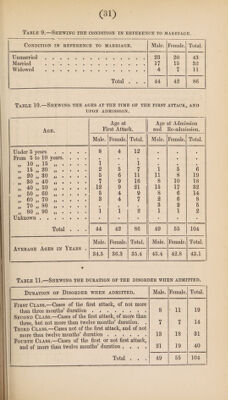 (31)
TABLE 9.—SHEWING THE CONDITION IN REFERENCE TO MARRIAGE.
CONDITION IN REFERENCE TO MARRIAGE. Male. Female. Total.
Unmarried . . . 23 20 43
Married . . . 17 15 32
Widowed . . . 4 7 11
Total . . . 44 42 86
TABLE 10.—SHEWING THE AGES AT THE TIME OF THE FIRST ATTACK, AND
UPON ADMISSION.
AGE. Age at First Attack. Age at Admission and Re-admission.
Male. Female. Total. Male. Female. Total.
Under 5 years . . . 8 4 12 . . .
From 5 to 10 years. . . . . . . . . .
„ 10 „ 15 „ . . . 1 . 1 . . .
„ 15 „ 20 „ . . . 2 5 7 1 5 6
„ 20 „ 30 „ . . . 5 6 11 11 8 19
„ 30 „ 40 „ . . . 7 9 16 8 10 18
„ 40 „ 50 „ . . . 12 9 21 15 17 32
„ 50 „ 60 „ . . . 5 4 9 8 6 14
„ 60 „ 70 „ . . . 3 4 7 2 6 8
„ 70 „ 80 „ . . . . . . 3 2 5
„ 80 „ 90 „ . . . 1 1 2 1 1 2
Unknown . . . . . . . . .
Total . . . 44 42 86 49 55 104
AVERAGE AGES IN YEARS . Male. Female. Total. Male. Female. Total.
34.5 36.3 35.4 43.4 42.8 43.1
TABLE 11.—SHEWING THE DURATION OF DISORDER WHEN ADMITTED.
DURATION OF DISORDER WHEN ADMITTED. Male. Female. Total.
FIRST CLASS.—Cases of the first attack, of not more
than three months' duration . . . 8 11 19
SECOND CLASS.—Cases of the first attack, of more than
three, but not more than twelve months' duration. . 7 7 14
THIRD CLASS.—Cases not of the first attack, and of not
more than twelve months' duration . . . 13 18 31
FOURTH CLASS.—Cases of the first or not first attack,
and of more than twelve months' duration . . . 21 19 40
Total . . . 49 55 104